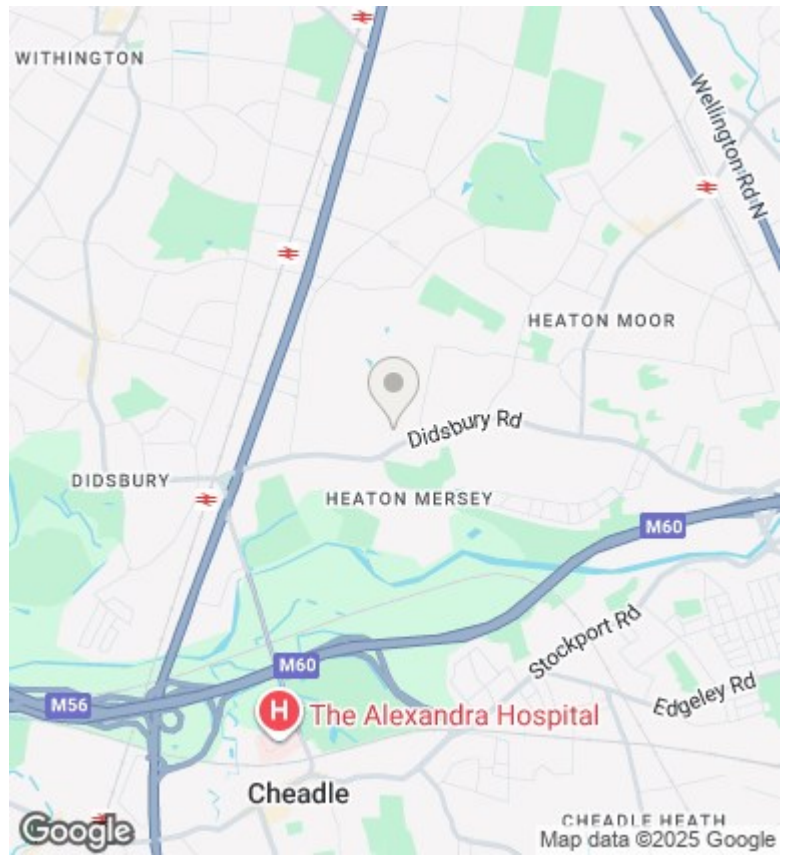 WITHINGTON
Wellington Rd N
HEATON MOOR
Didsbury Rd
DIDSBURY
HEATON MERSEY
M60
Stockport Rd
M60
Edgeley Rd
M56
H
The Alexandra Hospital
Cheadle
CHEADLE HEATH
Google
Map data ©2025 Google